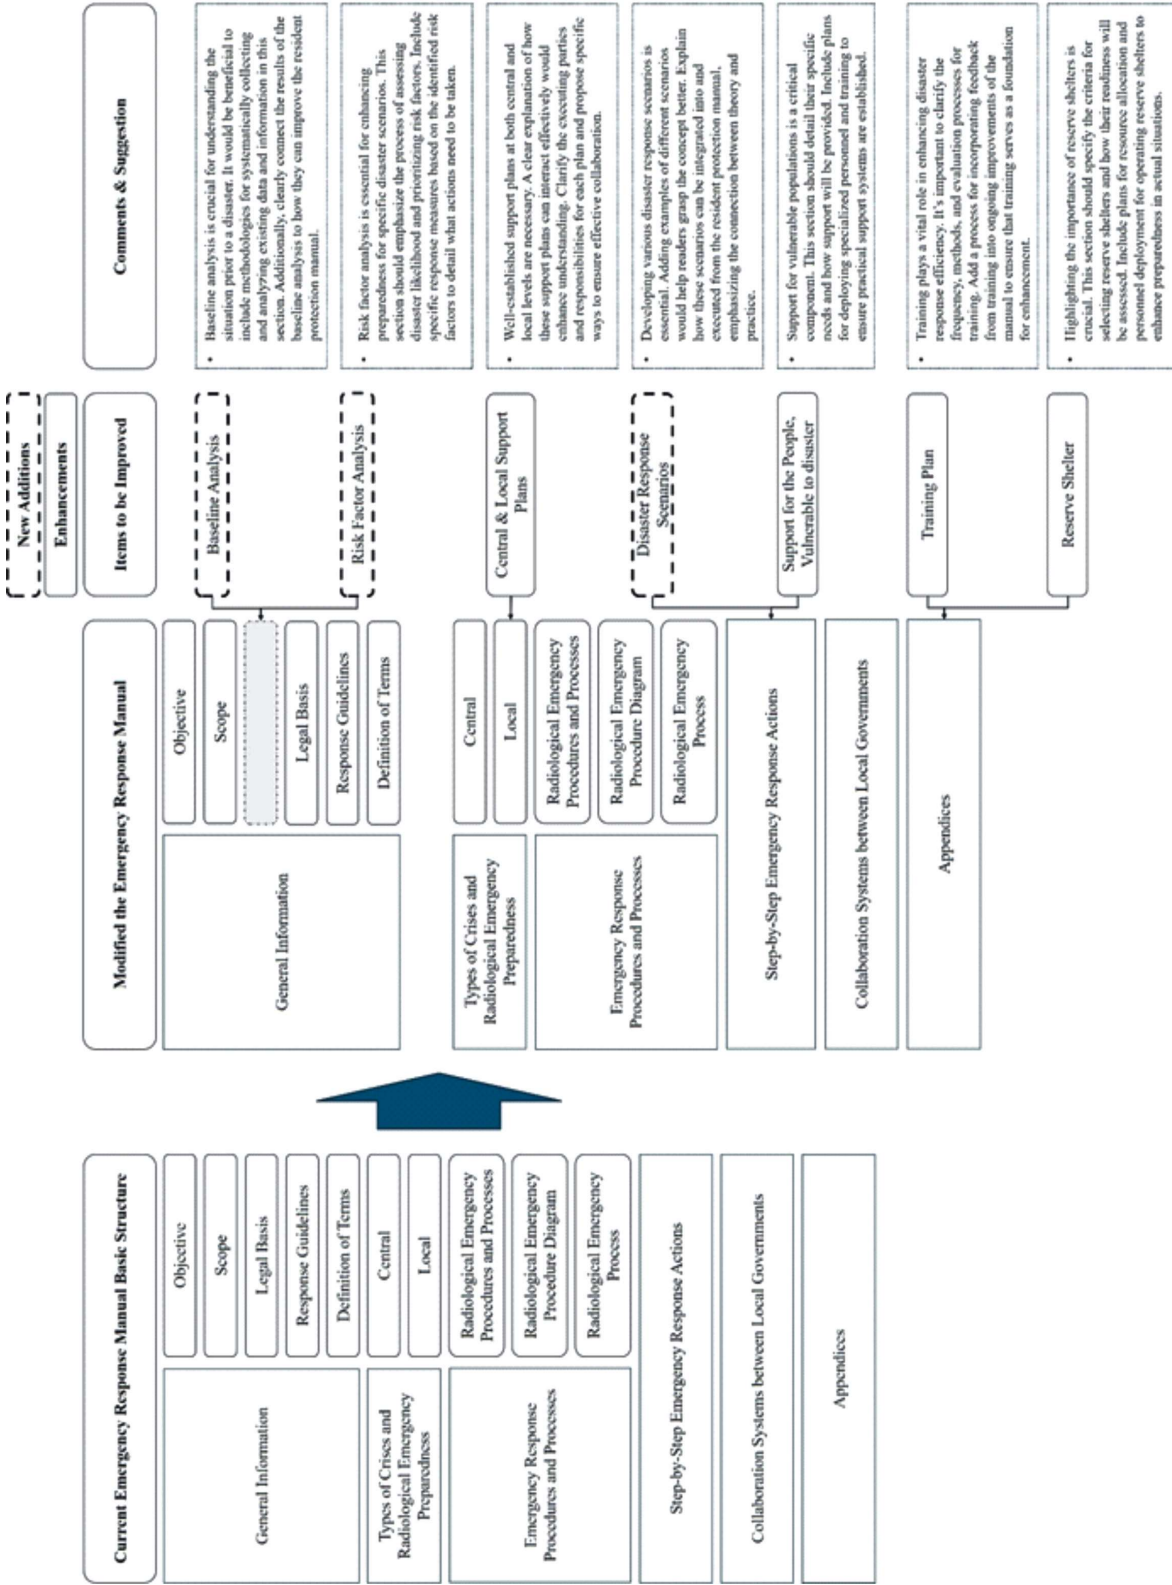 Current Emergency Response Manual Basic Structure
General Information
Objective
Scope
Legal Basis
Response Guidelines
Definition of Terms
Types of Crises and
Radiological Emergency
Preparedness
Central
Local
Emergency Response
Procedures and Processes
Radiological Emergency
Procedures and Processes
Radiological Emergency
Procedure Diagram
Radiological Emergency
Process
Step-by-Step Emergency Response Actions
Collaboration Systems between Local Governments
Appendices
Modified the Emergency Response Manual
General Information
Objective
Scope
Legal Basis
Response Guidelines
Definition of Terms
Types of Crises and
Radiological Emergency
Preparedness
Central
Local
Emergency Response
Procedures and Processes
Radiological Emergency
Procedures and Processes
Radiological Emergency
Procedure Diagram
Radiological Emergency
Process
Step-by-Step Emergency Response Actions
Collaboration Systems between Local Governments
Appendices
New Additions
Enhancements
Items to be Improved
Baseline Analysis
Risk Factor Analysis
Central & Local Support
Plans
Disaster Response
Scenarios
Support for the People,
Vulnerable to disaster
Training Plan
Reserve Shelter
Comments & Suggestion
• Baseline analysis is crucial for understanding the
situation prior to a disaster. It would be beneficial to
include methodologies for systematically collecting
and analyzing existing data and information in this
section. Additionally, clearly connect the results of the
baseline analysis to how they can improve the resident
protection manual.
• Risk factor analysis is essential for enhancing
preparedness for specific disaster scenarios. This
section should emphasize the process of assessing
disaster likelihood and prioritizing risk factors. Include
specific response measures based on the identified risk
factors to detail what actions need to be taken.
• Well-established support plans at both central and
local levels are necessary. A clear explanation of how
these support plans can interact effectively would
enhance understanding. Clarify the executing parties
and responsibilities for each plan and propose specific
ways to ensure effective collaboration.
• Developing various disaster response scenarios is
essential. Adding examples of different scenarios
would help readers grasp the concept better. Explain
how these scenarios can be integrated into and
executed from the resident protection manual,
emphasizing the connection between theory and
practice.
• Support for vulnerable populations is a critical
component. This section should detail their specific
needs and how support will be provided. Include plans
for deploying specialized personnel and training to
ensure practical support systems are established.
• Training plays a vital role in enhancing disaster
response efficiency. It's important to clarify the
frequency, methods, and evaluation processes for
training. Add a process for incorporating feedback
from training into ongoing improvements of the
manual to ensure that training serves as a foundation
for enhancement.
• Highlighting the importance of reserve shelters is
crucial. This section should specify the criteria for
selecting reserve shelters and how their readiness will
be assessed. Include plans for resource allocation and
personnel deployment for operating reserve shelters to
enhance preparedness in actual situations.